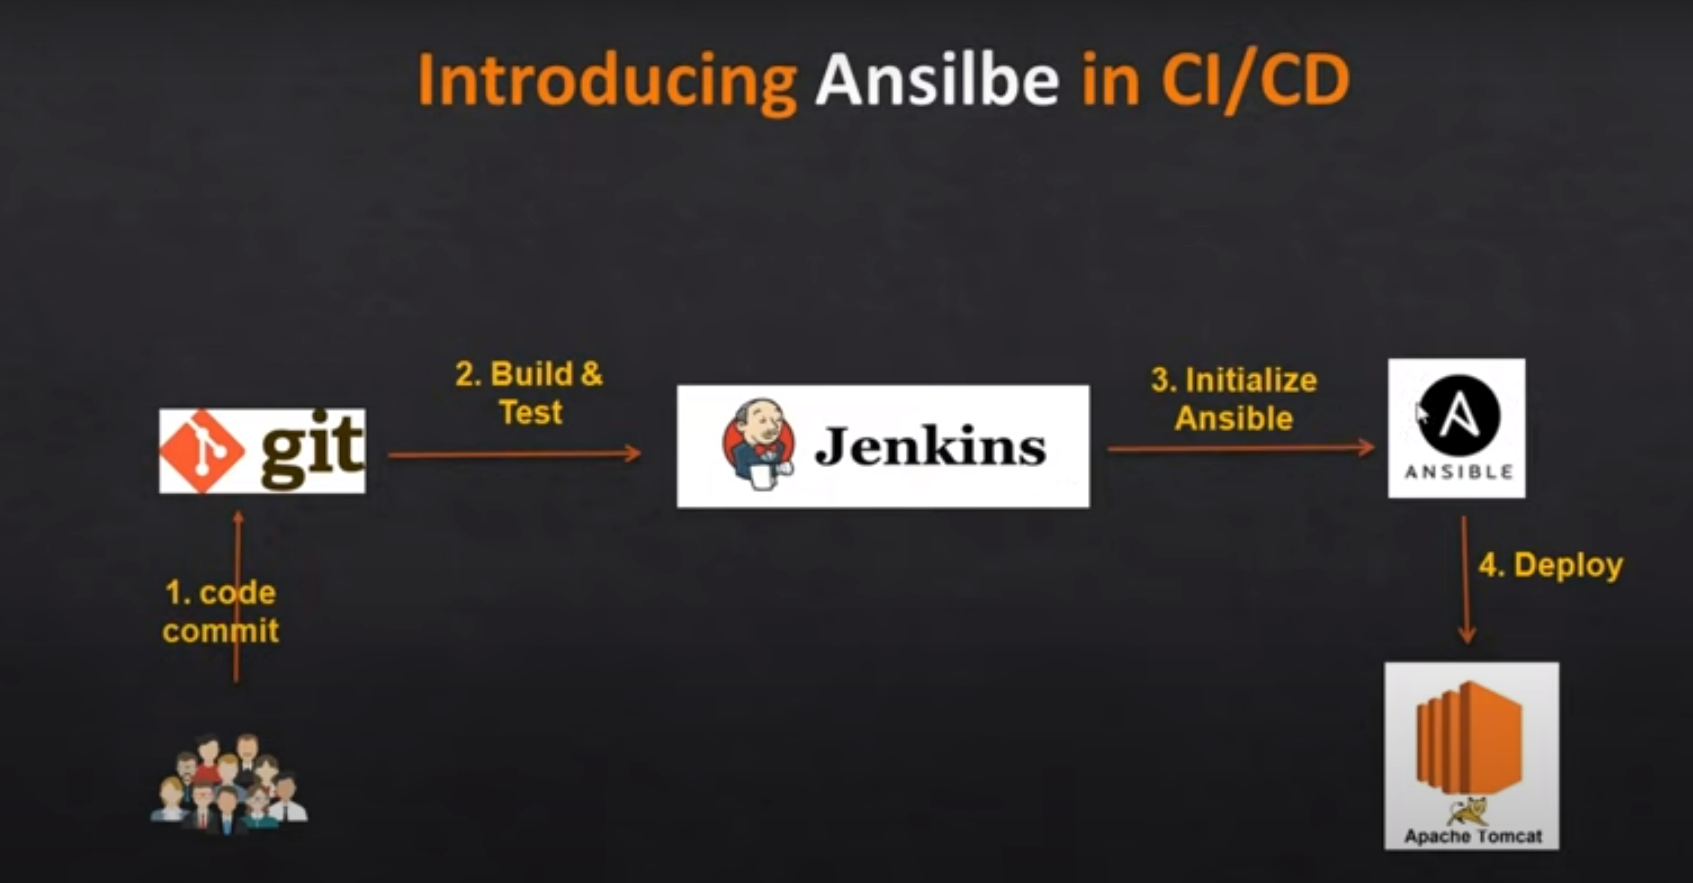 Introducing Ansilbe in CI/CD
2. Build &
Test
3. Initialize
Ansible
git
Jenkins
ANSIBLE
1. code
commit
4. Deploy
Apache Tomcat